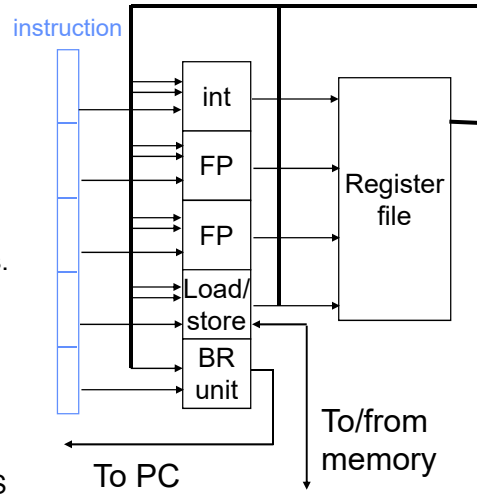 instruction
int
FP
Register
file
FP
s.
Load/
store
BR
unit
To/from
memory
To PC
s